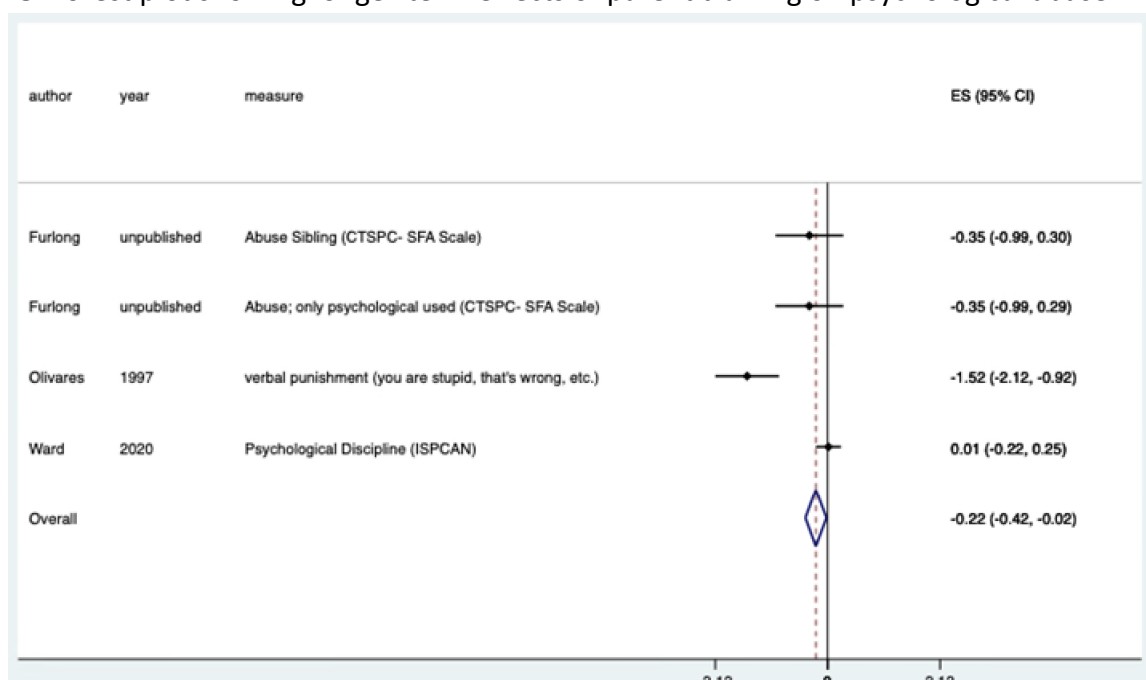 author year measure ES (95% CI)
Furlong unpublished Abuse Sibling (CTSPC- SFA Scale) -0.35 (-0.99, 0.30)
Furlong unpublished Abuse; only psychological used (CTSPC- SFA Scale) -0.35 (-0.99, 0.29)
Olivares 1997 verbal punishment (you are stupid, that's wrong, etc.) -1.52 (-2.12, -0.92)
Ward 2020 Psychological Discipline (ISPCAN) 0.01 (-0.22, 0.25)
Overall -0.22 (-0.42, -0.02)